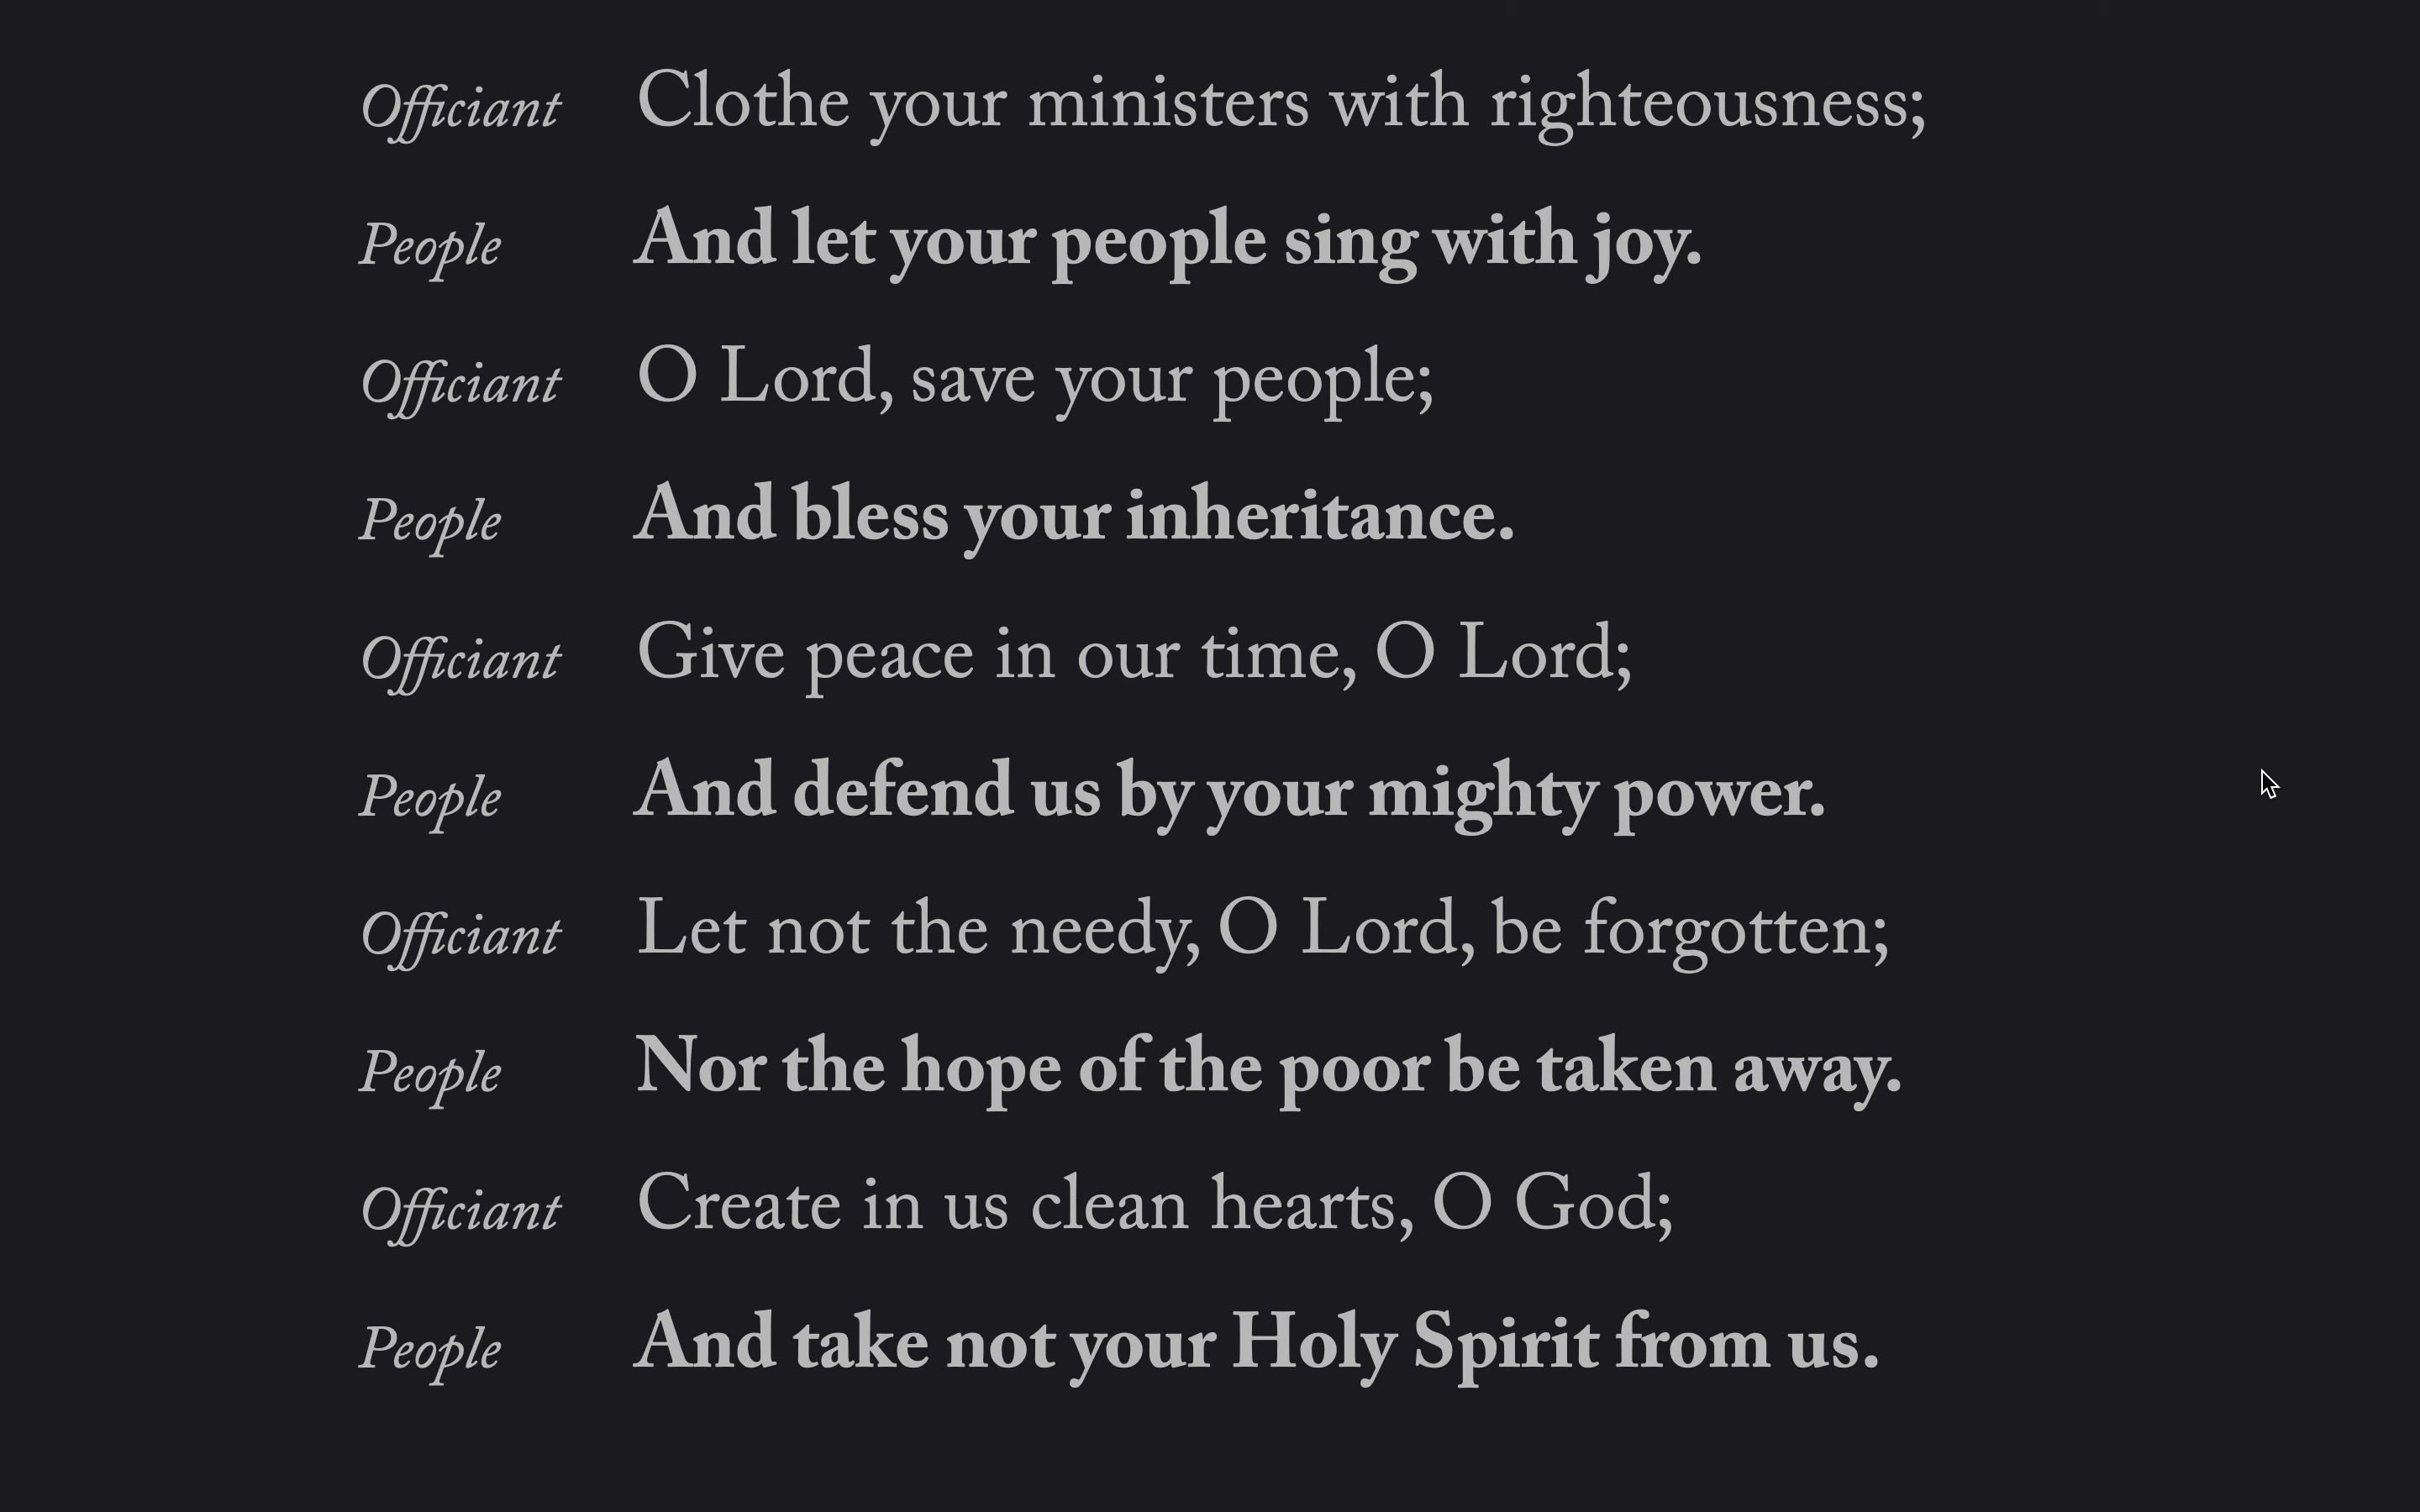 Officiant Clothe your ministers with righteousness;
People And let your people sing with joy.
Officiant O Lord, save your people;
People And bless your inheritance.
Officiant Give peace in our time, O Lord;
People And defend us by your mighty power.
Officiant Let not the needy, O Lord, be forgotten;
People Nor the hope of the poor be taken away.
Officiant Create in us clean hearts, O God;
People And take not your Holy Spirit from us.